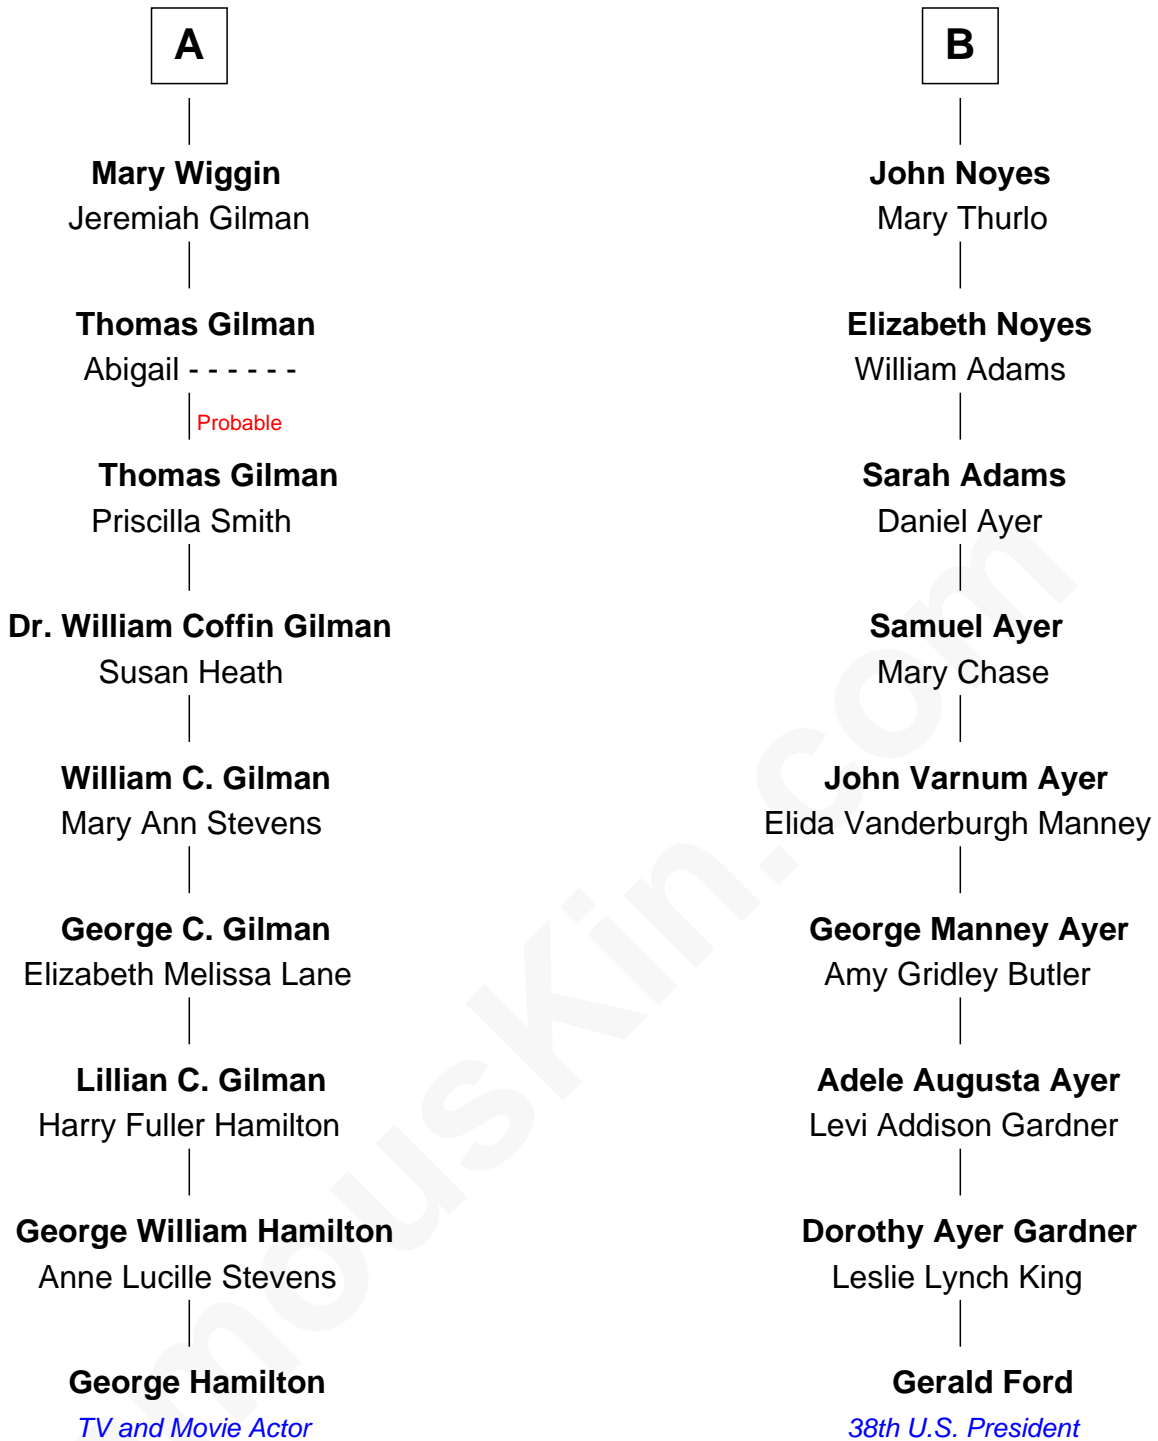 A
Mary Wiggin
Jeremiah Gilman
Thomas Gilman
Abigail - - - - - -
Probable
Thomas Gilman
Priscilla Smith
Dr. William Coffin Gilman
Susan Heath
William C. Gilman
Mary Ann Stevens
George C. Gilman
Elizabeth Melissa Lane
Lillian C. Gilman
Harry Fuller Hamilton
George William Hamilton
Anne Lucille Stevens
George Hamilton
TV and Movie Actor
B
John Noyes
Mary Thurlo
Elizabeth Noyes
William Adams
Sarah Adams
Daniel Ayer
Samuel Ayer
Mary Chase
John Varnum Ayer
Elida Vanderburgh Manney
George Manney Ayer
Amy Gridley Butler
Adele Augusta Ayer
Levi Addison Gardner
Dorothy Ayer Gardner
Leslie Lynch King
Gerald Ford
38th U.S. President
mousKin.com